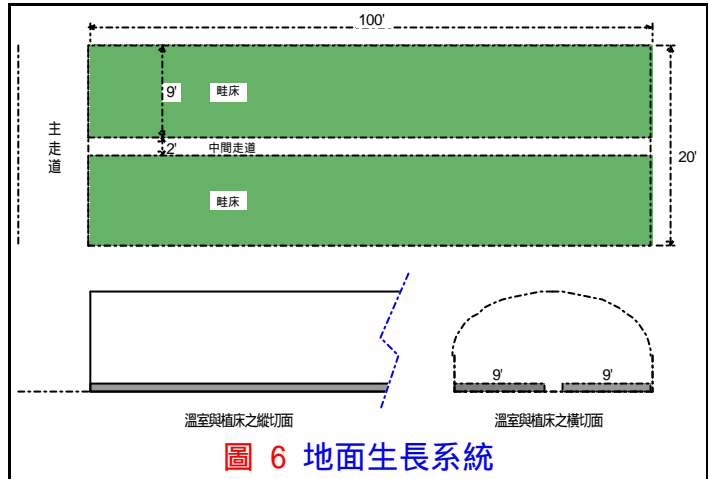 100'
9'
畦床
主走道
2'
中間走道
20'
畦床
9'
9'
溫室與植床之縱切面
溫室與植床之橫切面
圖 6 地面生長系統